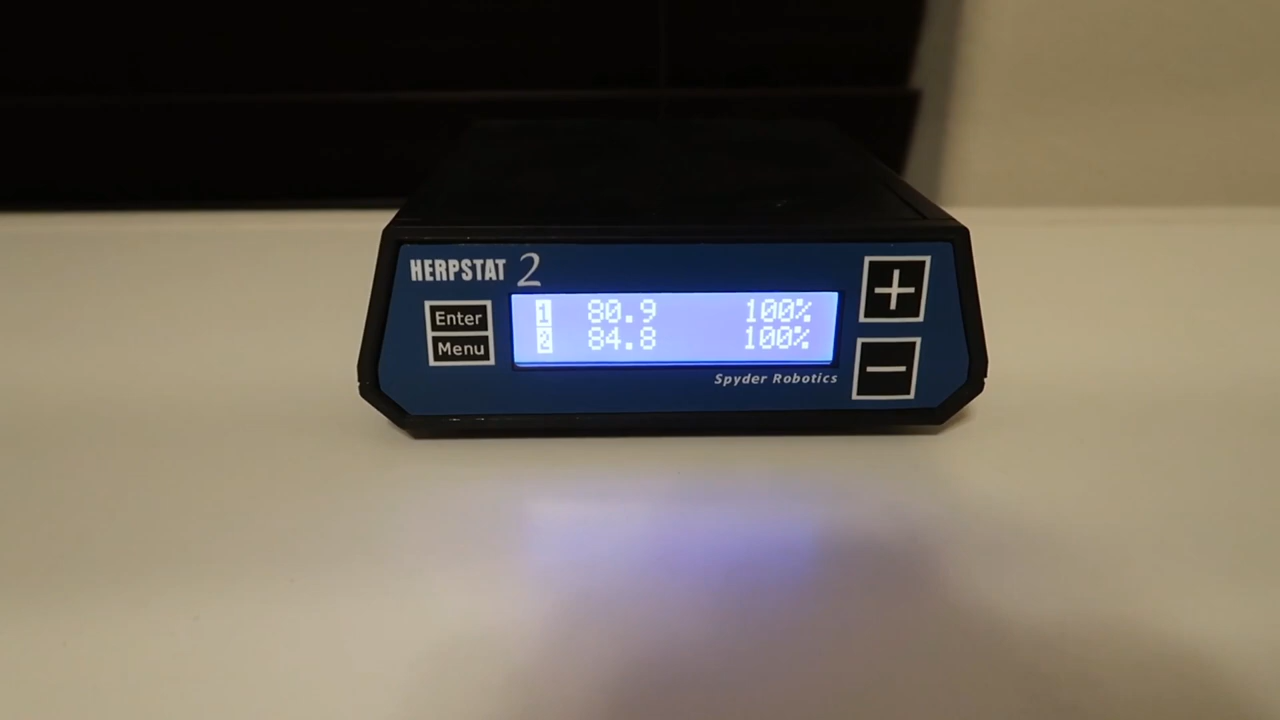 HERPSTAT 2
Enter
Menu
1 80.9 100%
2 84.8 100%
Spyder Robotics
+
−